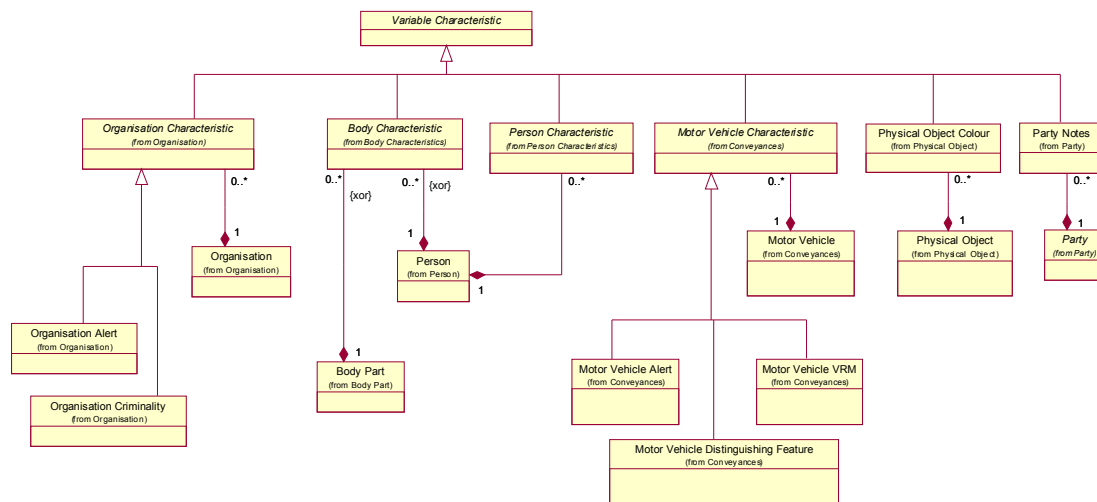 Variable Characteristic
Organisation Characteristic
(from Organisation)
Body Characteristic
(from Body Characteristics)
Person Characteristic
(from Person Characteristics)
Motor Vehicle Characteristic
(from Conveyances)
Physical Object Colour
(from Physical Object)
Party Notes
(from Party)
0..*
0..*
{xor}
0..*
{xor}
0..*
0..*
0..*
0..*
1
1
1
1
1
Organisation
(from Organisation)
Person
(from Person)
1
Motor Vehicle
(from Conveyances)
Physical Object
(from Physical Object)
Party
(from Party)
Organisation Alert
(from Organisation)
1
Body Part
(from Body Part)
Motor Vehicle Alert
(from Conveyances)
Motor Vehicle VRM
(from Conveyances)
Organisation Criminality
(from Organisation)
Motor Vehicle Distinguishing Feature
(from Conveyances)